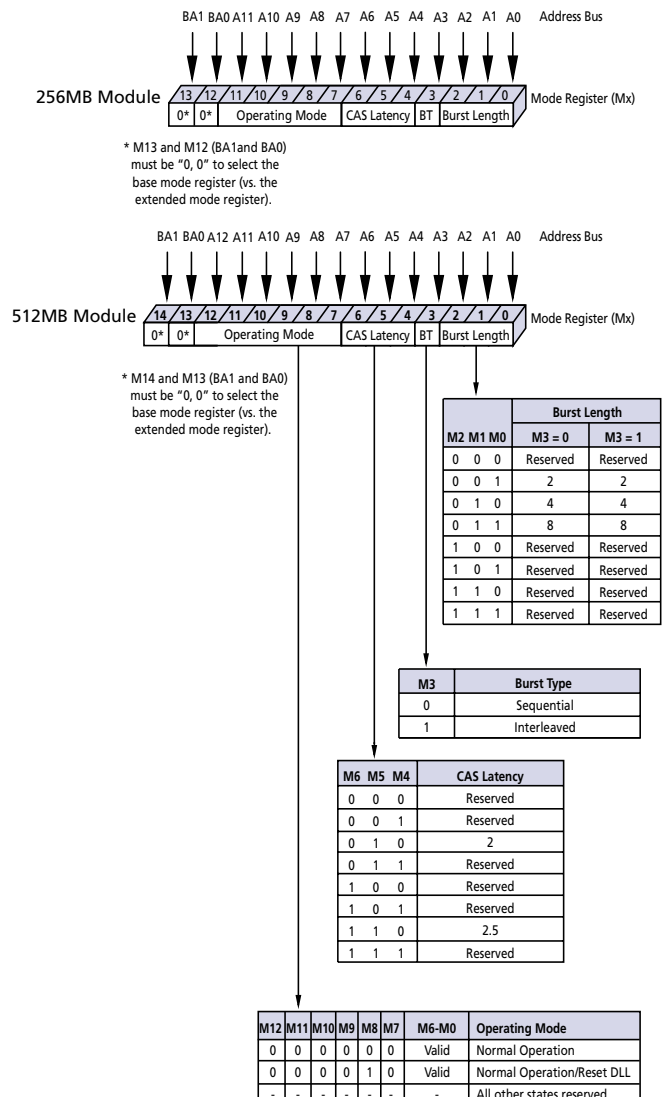 BA1 BA0 A11 A10 A9 A8 A7 A6 A5 A4 A3 A2 A1 A0 Address Bus
256MB Module 13 12 11 10 9 8 7 6 5 4 3 2 1 0 Mode Register (Mx)
0* 0* Operating Mode CAS Latency BT Burst Length
* M13 and M12 (BA1and BA0)
must be “0, 0” to select the
base mode register (vs. the
extended mode register).
BA1 BA0 A12 A11 A10 A9 A8 A7 A6 A5 A4 A3 A2 A1 A0 Address Bus
512MB Module 14 13 12 11 10 9 8 7 6 5 4 3 2 1 0 Mode Register (Mx)
0* 0* Operating Mode CAS Latency BT Burst Length
* M14 and M13 (BA1 and BA0)
must be “0, 0” to select the
base mode register (vs. the
extended mode register).
Burst Length
M2 M1 M0 M3 = 0 M3 = 1
0 0 0 Reserved Reserved
0 0 1 2 2
0 1 0 4 4
0 1 1 8 8
1 0 0 Reserved Reserved
1 0 1 Reserved Reserved
1 1 0 Reserved Reserved
1 1 1 Reserved Reserved
M3 Burst Type
0 Sequential
1 Interleaved
M6 M5 M4 CAS Latency
0 0 0 Reserved
0 0 1 Reserved
0 1 0 2
0 1 1 Reserved
1 0 0 Reserved
1 0 1 Reserved
1 1 0 2.5
1 1 1 Reserved
M12 M11 M10 M9 M8 M7 M6-M0 Operating Mode
0 0 0 0 0 0 Valid Normal Operation
0 0 0 0 1 0 Valid Normal Operation/Reset DLL
- - - - - - - All other states reserved